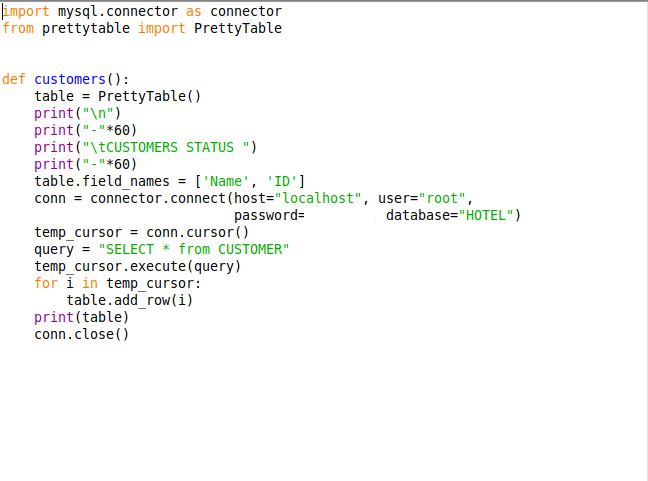 import mysql.connector as connector
from prettytable import PrettyTable
def customers():
    table = PrettyTable()
    print("\n")
    print("-"*60)
    print("\tCUSTOMERS STATUS ")
    print("-"*60)
    table.field_names = ['Name', 'ID']
    conn = connector.connect(host="localhost", user="root",
                             password=          database="HOTEL")
    temp_cursor = conn.cursor()
    query = "SELECT * from CUSTOMER"
    temp_cursor.execute(query)
    for i in temp_cursor:
        table.add_row(i)
    print(table)
    conn.close()